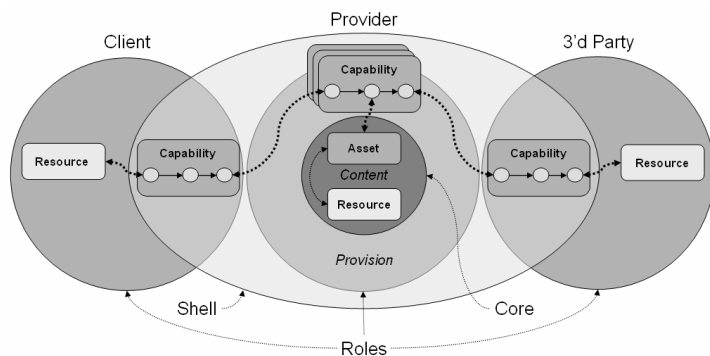 Provider
Client
3'd Party
Capability
Resource
Capability
Asset
Content
Resource
Provision
Capability
Resource
Shell
Core
Roles